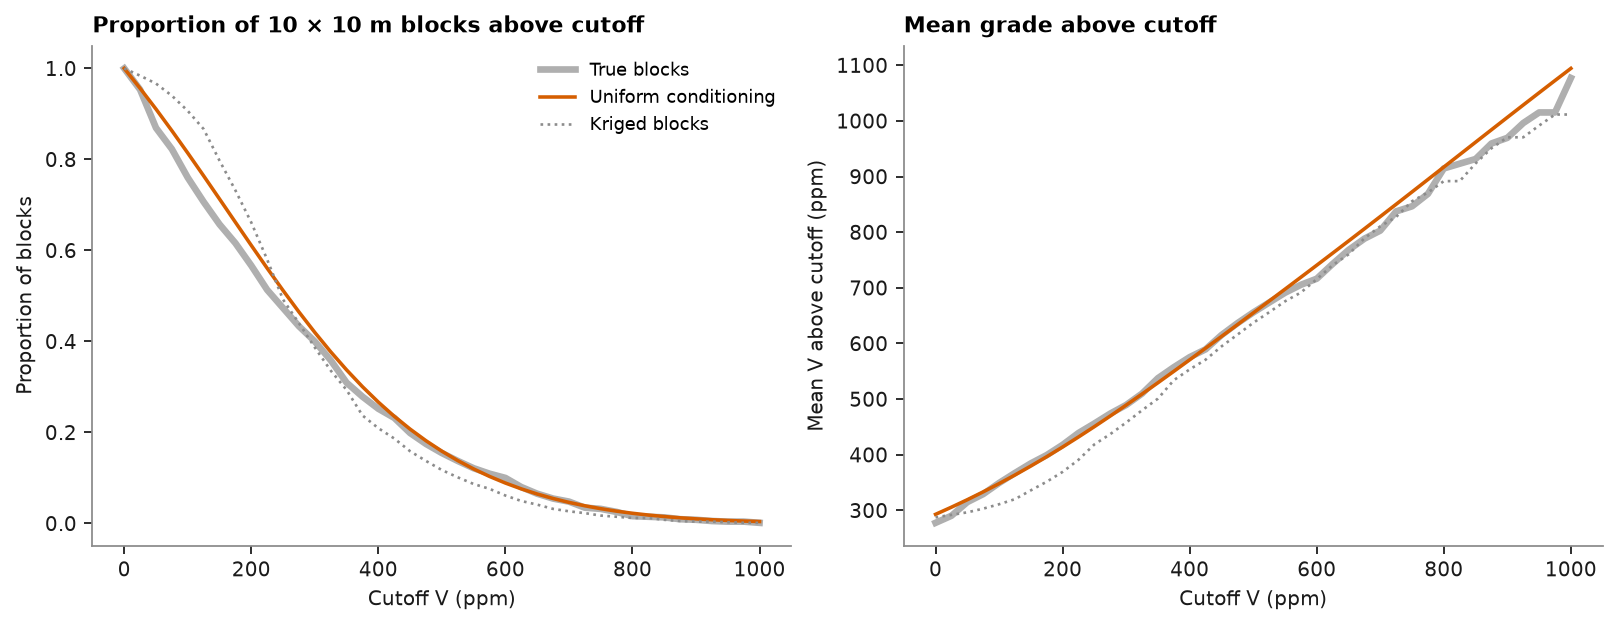 Proportion of 10 × 10 m blocks above cutoff
True blocks
Uniform conditioning
Kriged blocks
Proportion of blocks
1.0
0.8
0.6
0.4
0.2
0.0
0 200 400 600 800 1000
Cutoff V (ppm)
Mean grade above cutoff
Mean V above cutoff (ppm)
1100
1000
900
800
700
600
500
400
300
0 200 400 600 800 1000
Cutoff V (ppm)